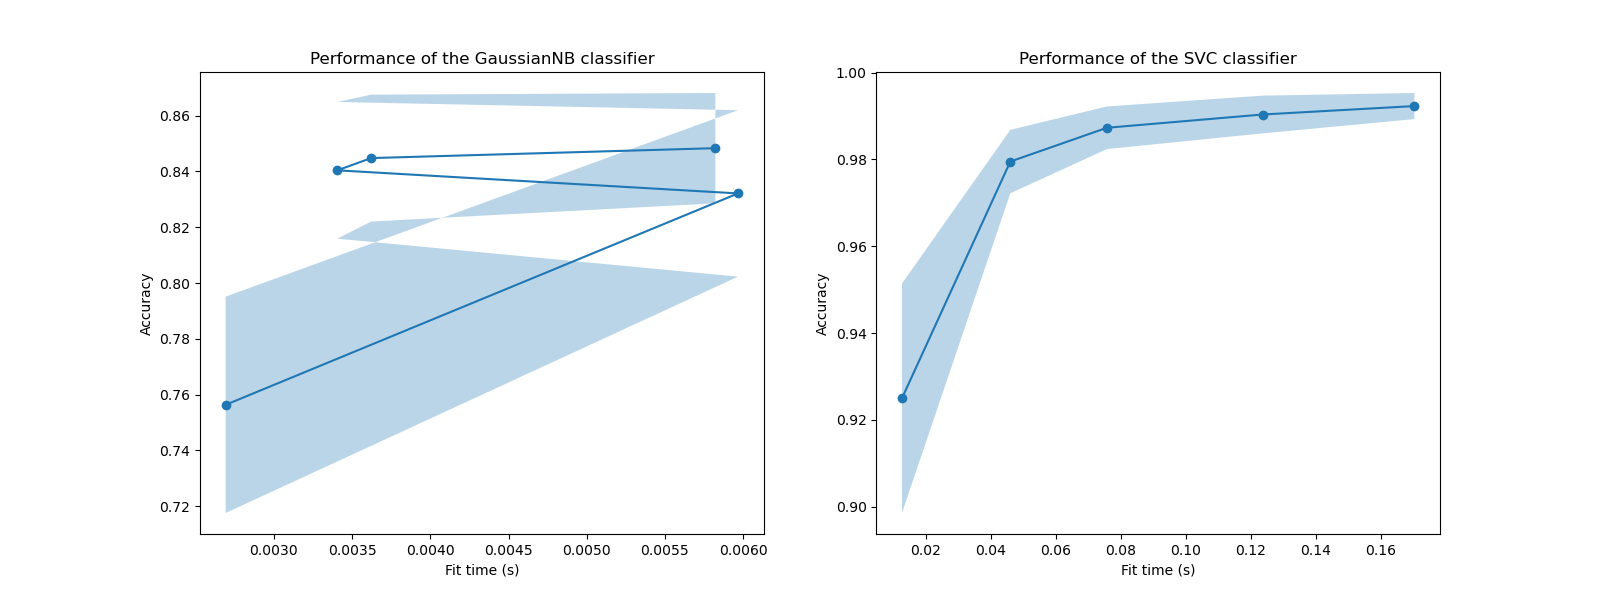 Performance of the GaussianNB classifier
0.86
0.84
0.82
0.80
0.78
0.76
0.74
0.72
Accuracy
0.0030 0.0035 0.0040 0.0045 0.0050 0.0055 0.0060
Fit time (s)
Performance of the SVC classifier
1.00
0.98
0.96
0.94
0.92
0.90
Accuracy
0.02 0.04 0.06 0.08 0.10 0.12 0.14 0.16
Fit time (s)